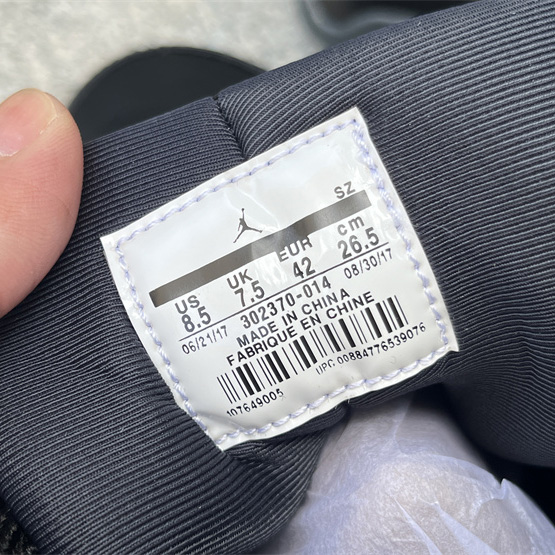 SZ
US UK EUR cm
8.5 7.5 42 26.5
06/21/17 302370-014 08/30/17
MADE IN CHINA
FABRIQUE EN CHINE
107649005 UPC:00884776539076